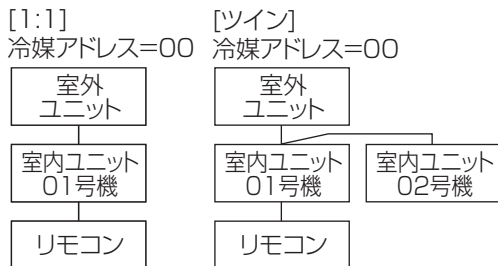 [1:1]
冷媒アドレス=00
室外
ユニット
室内ユニット
01号機
リモコン
[ツイン]
冷媒アドレス=00
室外
ユニット
室内ユニット
01号機
室内ユニット
02号機
リモコン